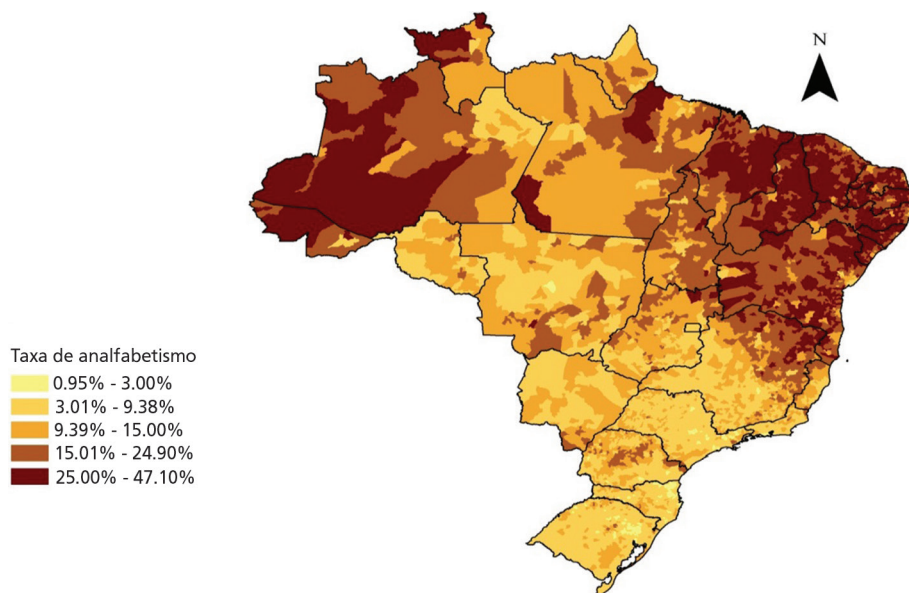 N
Taxa de analfabetismo
0.95% - 3.00%
3.01% - 9.38%
9.39% - 15.00%
15.01% - 24.90%
25.00% - 47.10%